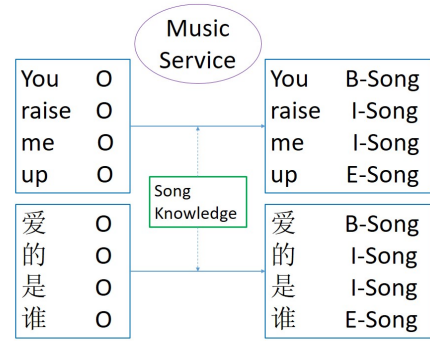 Music
Service
You O
raise O
me O
up O
You B-Song
raise I-Song
me I-Song
up E-Song
Song
Knowledge
爱 O
的 O
是 O
谁 O
爱 B-Song
的 I-Song
是 I-Song
谁 E-Song